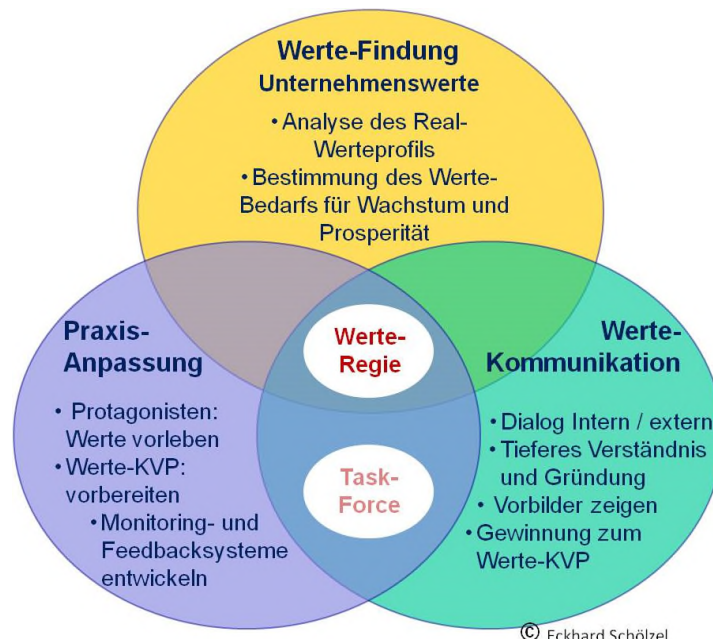 Werte-Findung
Unternehmenswerte
• Analyse des Real-
Werteprofils
• Bestimmung des Werte-
Bedarfs für Wachstum und
Prosperität
Praxis-
Anpassung
• Protagonisten:
Werte vorleben
• Werte-KVP:
vorbereiten
• Monitoring- und
Feedbacksysteme
entwickeln
Werte-
Regie
Task-
Force
Werte-
Kommunikation
• Dialog Intern / extern
• Tieferes Verständnis
und Gründung
• Vorbilder zeigen
• Gewinnung zum
Werte-KVP
© Eckhard Schölzel